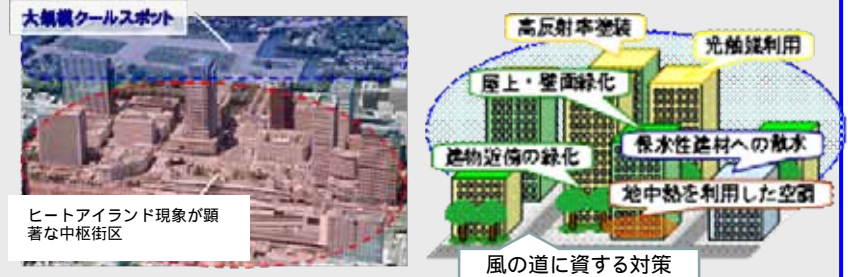 大規模クールスポット
ヒートアイランド現象が顕
著な中枢街区
高反射率塗装
光触媒利用
屋上・壁面緑化
保水性建材への散水
建物近傍の緑化
地中熱を利用した空調
風の道に資する対策